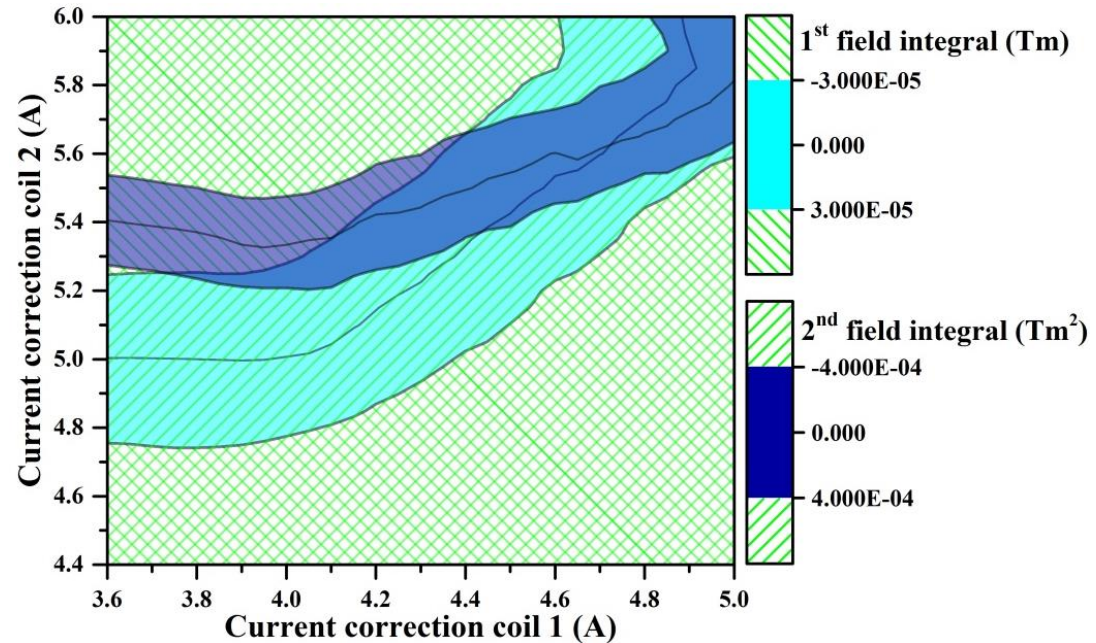 6.0
5.8
5.6
5.4
5.2
5.0
4.8
4.6
4.4
Current correction coil 2 (A)
3.6 3.8 4.0 4.2 4.4 4.6 4.8 5.0
Current correction coil 1 (A)
1st field integral (Tm)
-3.000E-05
0.000
3.000E-05
2nd field integral (Tm²)
-4.000E-04
0.000
4.000E-04